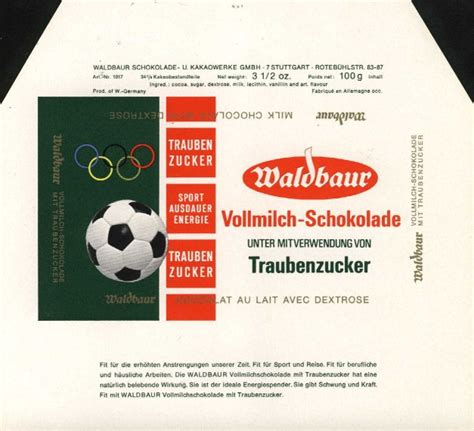 WALDBAUR SCHOKOLADE- U. KAKAOWERKE GMBH · 7 STUTTGART · ROTEBÜHLSTR. 83-87
Art.-Nr. 1017 34% Kakaobestandteile Net weight: 3 1/2 oz. Poids net: 100 g Inhalt
Ingred.: cocoa, sugar, dextrose, milk, lecithin, vanillin and art. flavour
Prod. of W.-Germany Fabriqué en Allemagne occ.
MILK CHOCOLATE WITH DEXTROSE
Waldbaur
TRAUBEN
ZUCKER
SPORT
AUSDAUER
ENERGIE
TRAUBEN
ZUCKER
Waldbaur
VOLLMILCH-SCHOKOLADE
MIT TRAUBENZUCKER
Waldbaur
Vollmilch-Schokolade
UNTER MITVERWENDUNG VON
Traubenzucker
Waldbaur
VOLLMILCH-SCHOKOLADE
MIT TRAUBENZUCKER
Waldbaur
AU LAIT AVEC DEXTROSE
Fit für die erhöhten Anstrengungen unserer Zeit. Fit für Sport und Reise. Fit für berufliche
und häusliche Arbeiten. Die WALDBAUR Vollmilchschokolade mit Traubenzucker hat eine
natürlich belebende Wirkung. Sie ist der ideale Energiespender. Sie gibt Schwung und Kraft.
Fit mit WALDBAUR Vollmilchschokolade mit Traubenzucker.